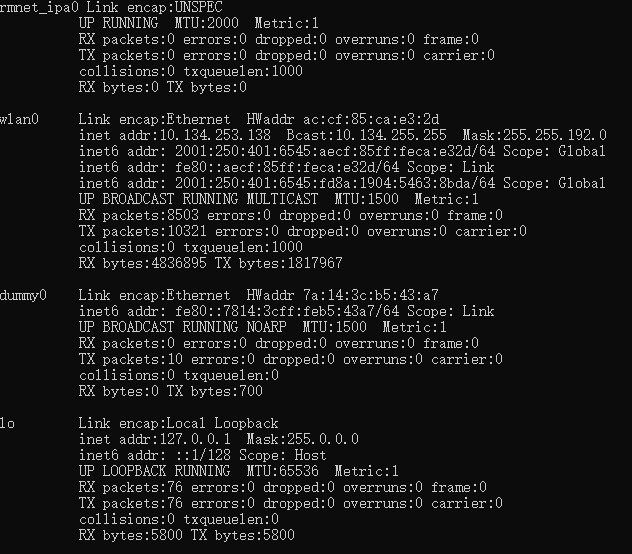 rmnet_ipa0 Link encap:UNSPEC
UP RUNNING  MTU:2000  Metric:1
RX packets:0 errors:0 dropped:0 overruns:0 frame:0
TX packets:0 errors:0 dropped:0 overruns:0 carrier:0
collisions:0 txqueuelen:1000
RX bytes:0 TX bytes:0
wlan0     Link encap:Ethernet  HWaddr ac:cf:85:ca:e3:2d
inet addr:10.134.253.138  Bcast:10.134.255.255  Mask:255.255.192.0
inet6 addr: 2001:250:401:6545:aecf:85ff:feca:e32d/64 Scope: Global
inet6 addr: fe80::aecf:85ff:feca:e32d/64 Scope: Link
inet6 addr: 2001:250:401:6545:fd8a:1904:5463:8bda/64 Scope: Global
UP BROADCAST RUNNING MULTICAST  MTU:1500  Metric:1
RX packets:8503 errors:0 dropped:0 overruns:0 frame:0
TX packets:10321 errors:0 dropped:0 overruns:0 carrier:0
collisions:0 txqueuelen:1000
RX bytes:4836895 TX bytes:1817967
dummy0    Link encap:Ethernet  HWaddr 7a:14:3c:b5:43:a7
inet6 addr: fe80::7814:3cff:feb5:43a7/64 Scope: Link
UP BROADCAST RUNNING NOARP  MTU:1500  Metric:1
RX packets:0 errors:0 dropped:0 overruns:0 frame:0
TX packets:10 errors:0 dropped:0 overruns:0 carrier:0
collisions:0 txqueuelen:0
RX bytes:0 TX bytes:700
lo        Link encap:Local Loopback
inet addr:127.0.0.1  Mask:255.0.0.0
inet6 addr: ::1/128 Scope: Host
UP LOOPBACK RUNNING  MTU:65536  Metric:1
RX packets:76 errors:0 dropped:0 overruns:0 frame:0
TX packets:76 errors:0 dropped:0 overruns:0 carrier:0
collisions:0 txqueuelen:0
RX bytes:5800 TX bytes:5800